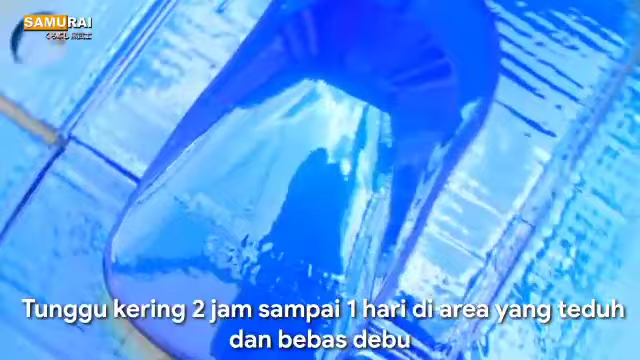 SAMURAI
Tunggu kering 2 jam sampai 1 hari di area yang teduh
dan bebas debu